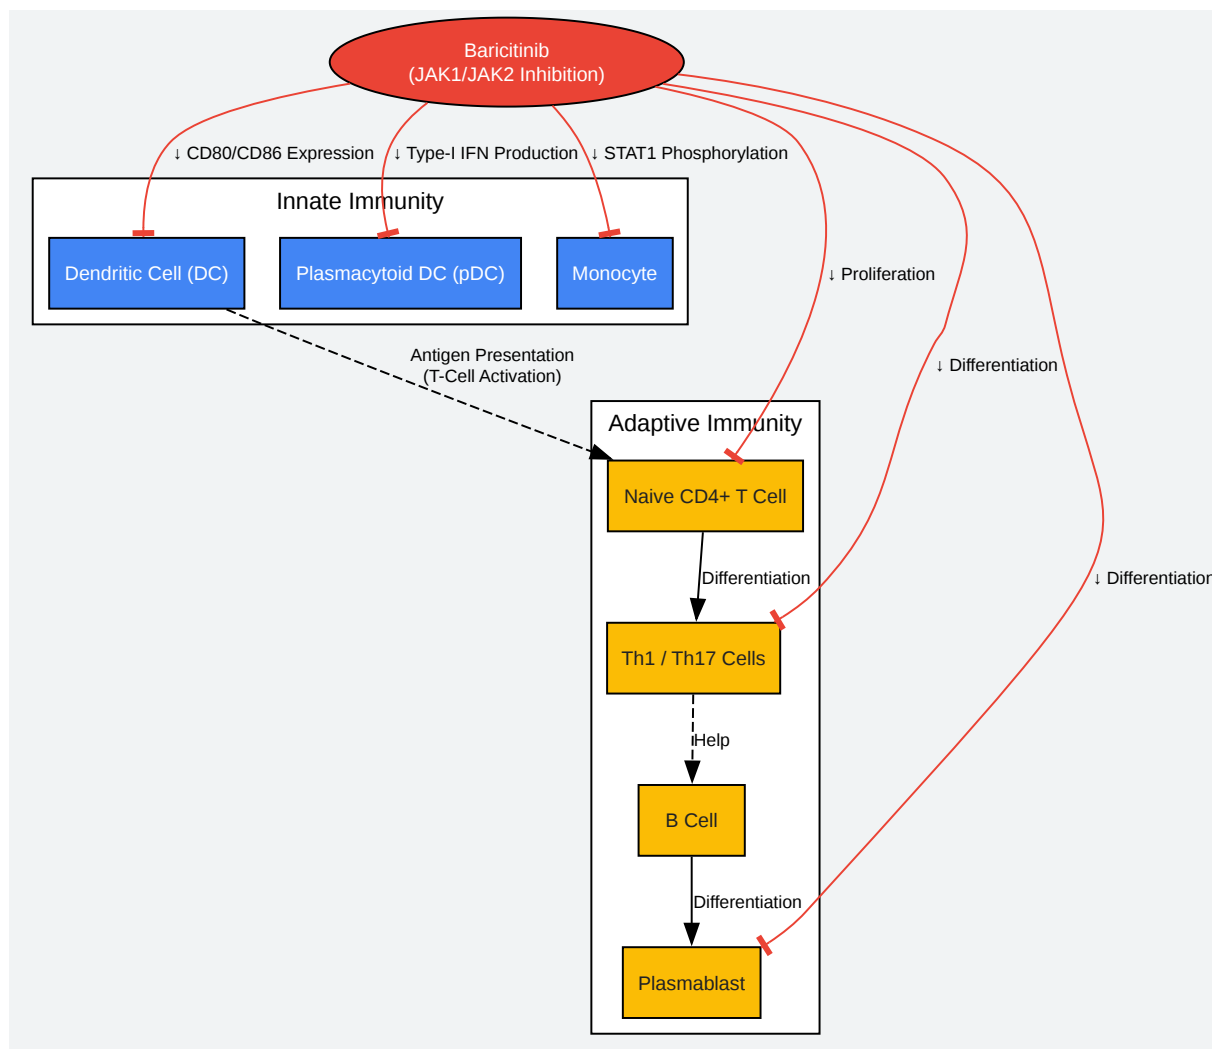 Baricitinib
(JAK1/JAK2 Inhibition)
↓ CD80/CD86 Expression
↓ Type-I IFN Production
↓ STAT1 Phosphorylation
Innate Immunity
Dendritic Cell (DC)
Plasmacytoid DC (pDC)
Monocyte
↓ Proliferation
Antigen Presentation
(T-Cell Activation)
↓ Differentiation
Adaptive Immunity
Naive CD4+ T Cell
Differentiation
↓ Differentiation
Th1 / Th17 Cells
Help
B Cell
Differentiation
Plasmablast